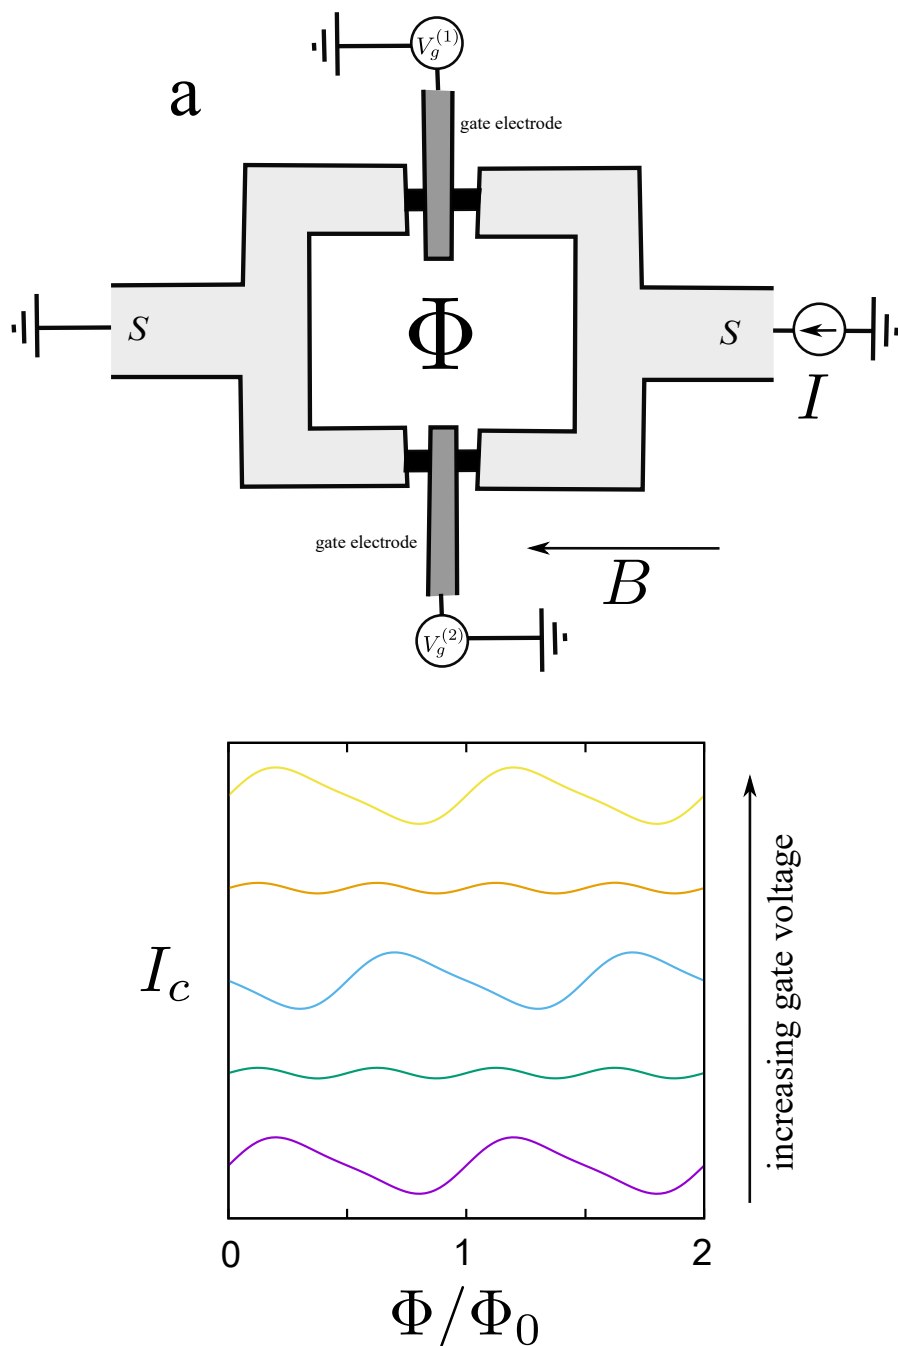 V_g^{(1)}
a
gate electrode
Φ
S
S
I
gate electrode
B
V_g^{(2)}
I_c
increasing gate voltage
0
1
2
Φ/Φ_0